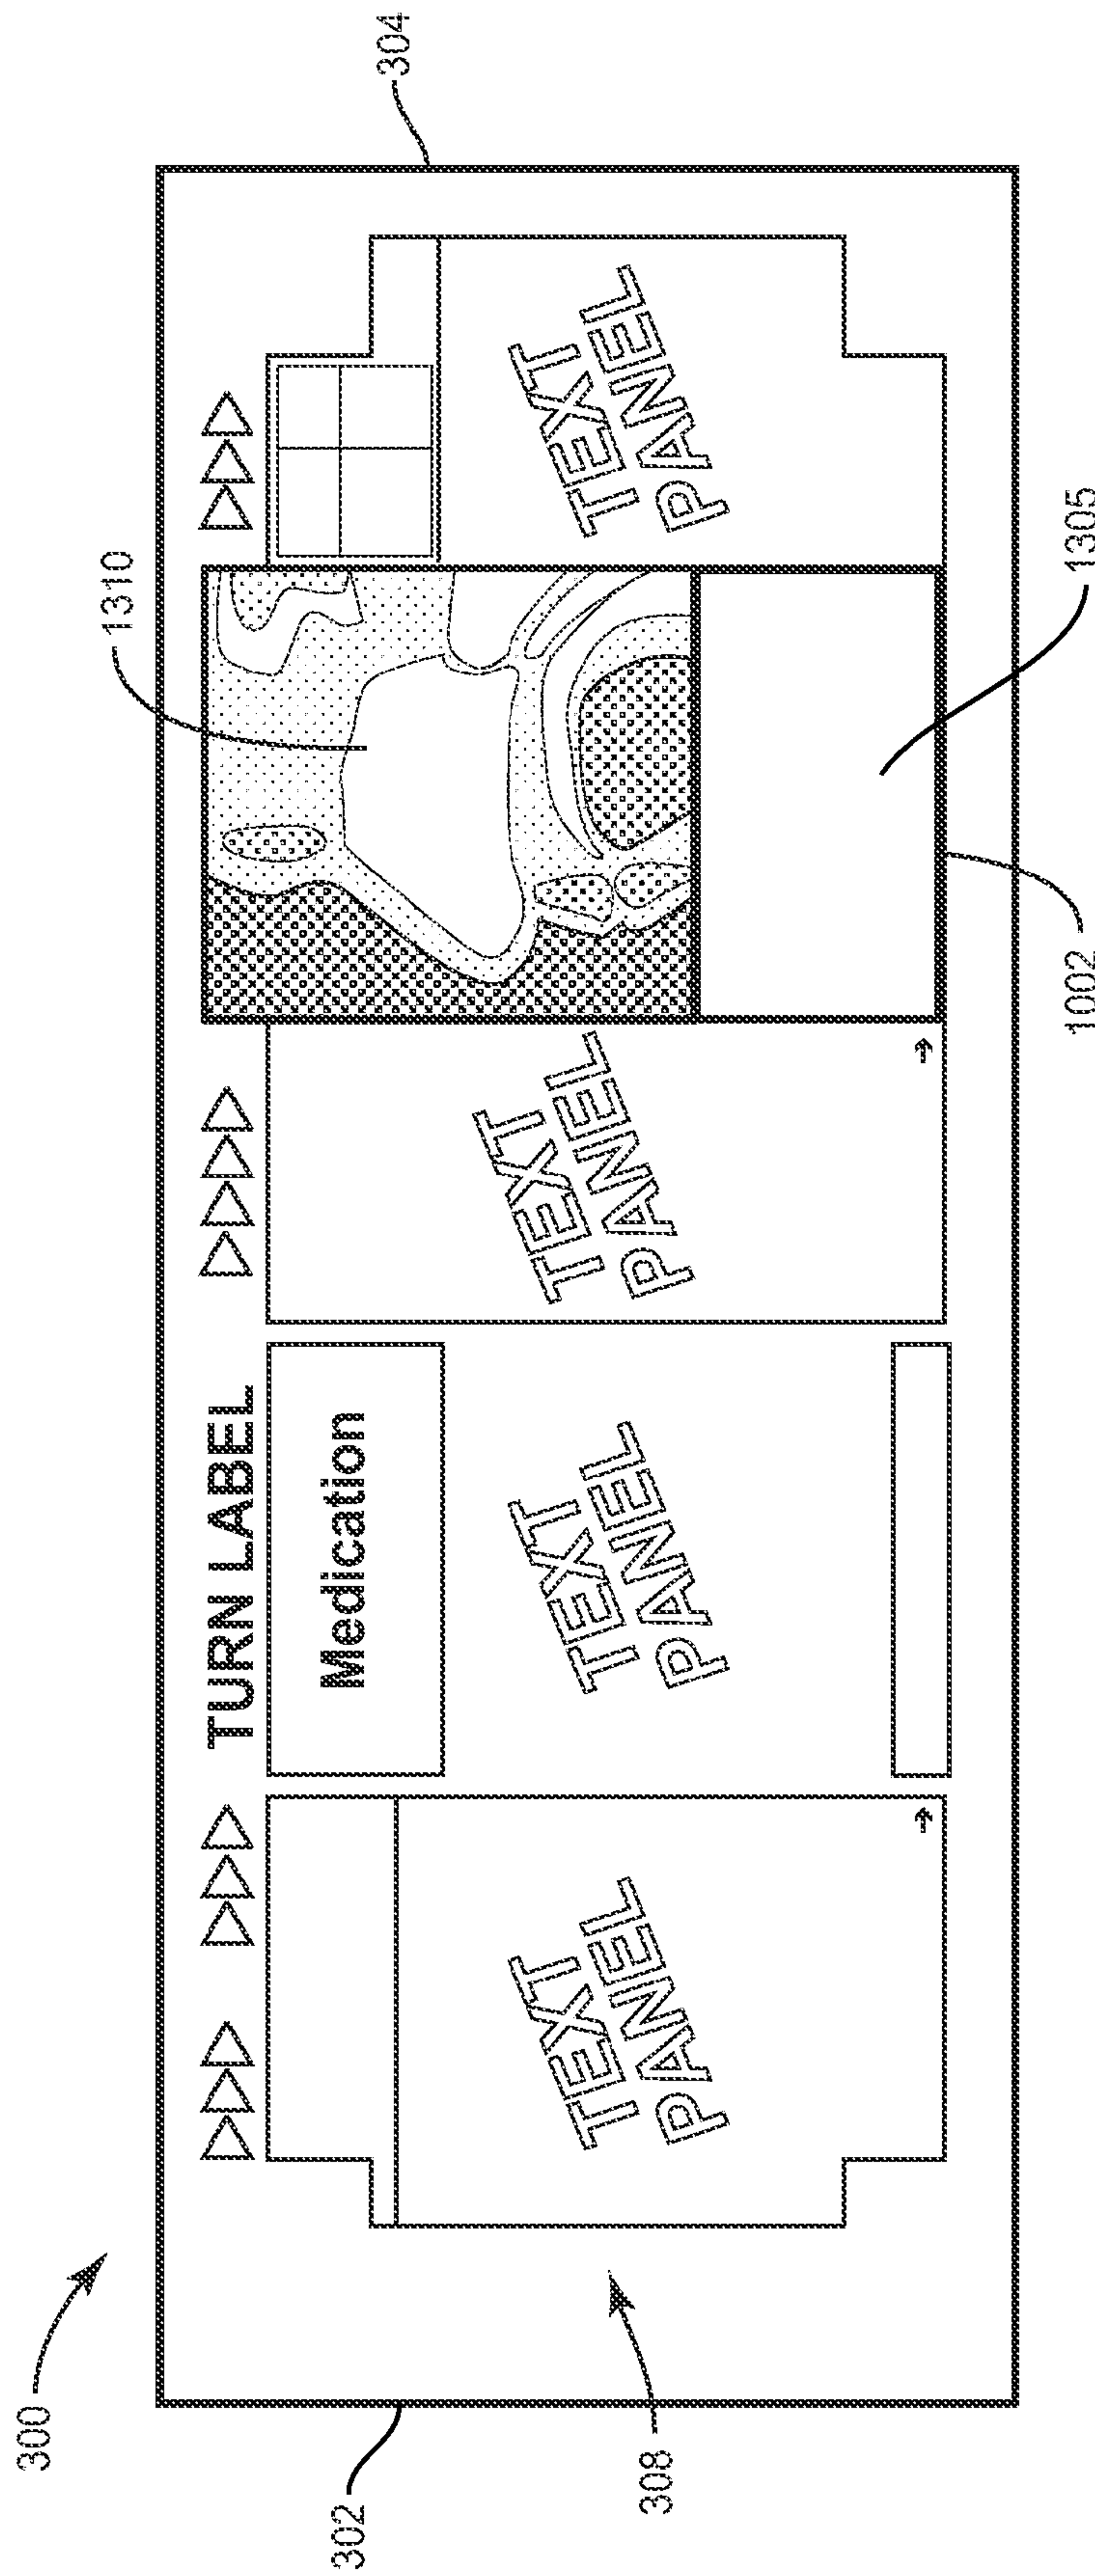 300
302
304
308
1310
1305
1002
TURN LABEL
Medication
TEXT
PANEL
TEXT
PANEL
TEXT
PANEL
TEXT
PANEL